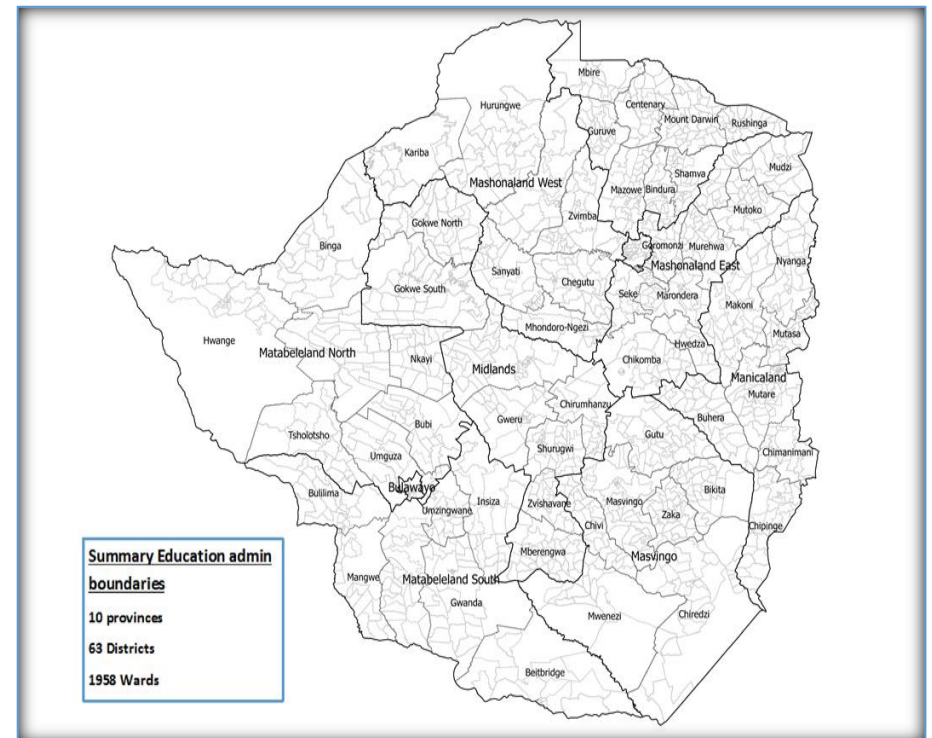 Mbire
Hurungwe
Centenary
Mount Darwin
Rushinga
Guruve
Kariba
Mudzi
Shamva
Mashonaland West
Mazowe
Bindura
Mutoko
Zvimba
Gokwe North
Binga
Goromonzi
Murehwa
Nyanga
Mashonaland East
Sanyati
Chegutu
Gokwe South
Seke
Marondera
Makoni
Mhondoro-Ngezi
Mutasa
Hwange
Hwedza
Matabeleland North
Nkayi
Chikomba
Midlands
Manicaland
Mutare
Chirumhanzu
Gweru
Buhera
Bubi
Tsholotsho
Gutu
Shurugwi
Chimanimani
Umguza
Bulawayo
Bulilima
Bikita
Insiza
Zvishavane
Masvingo
Umzingwane
Zaka
Chivi
Chipinge
Mberengwa
Masvingo
Mangwe
Matabeleland South
Gwanda
Mwenezi
Chiredzi
Beitbridge
Summary Education admin
boundaries
10 provinces
63 Districts
1958 Wards